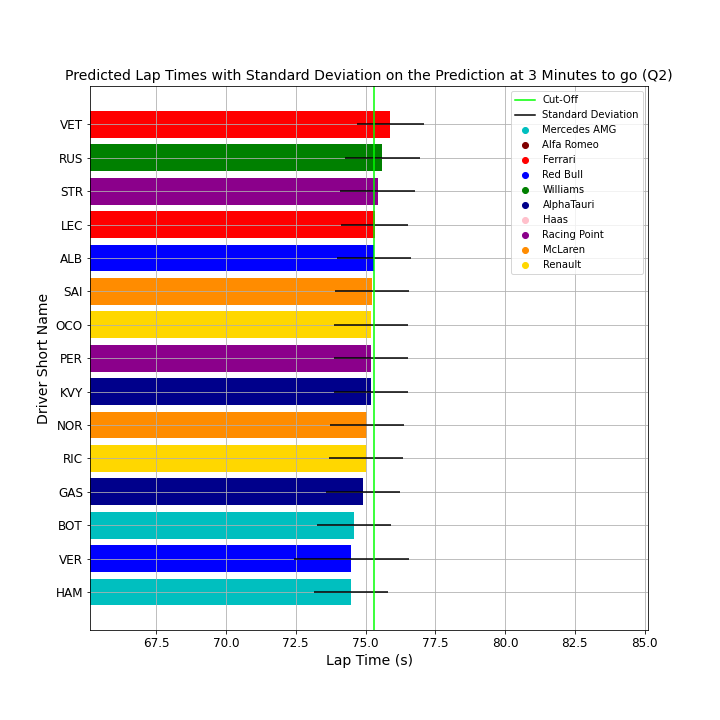 Predicted Lap Times with Standard Deviation on the Prediction at 3 Minutes to go (Q2)
Cut-Off
Standard Deviation
Mercedes AMG
Alfa Romeo
Ferrari
Red Bull
Williams
AlphaTauri
Haas
Racing Point
McLaren
Renault
Driver Short Name
VET
RUS
STR
LEC
ALB
SAI
OCO
PER
KVY
NOR
RIC
GAS
BOT
VER
HAM
67.5 70.0 72.5 75.0 77.5 80.0 82.5 85.0
Lap Time (s)